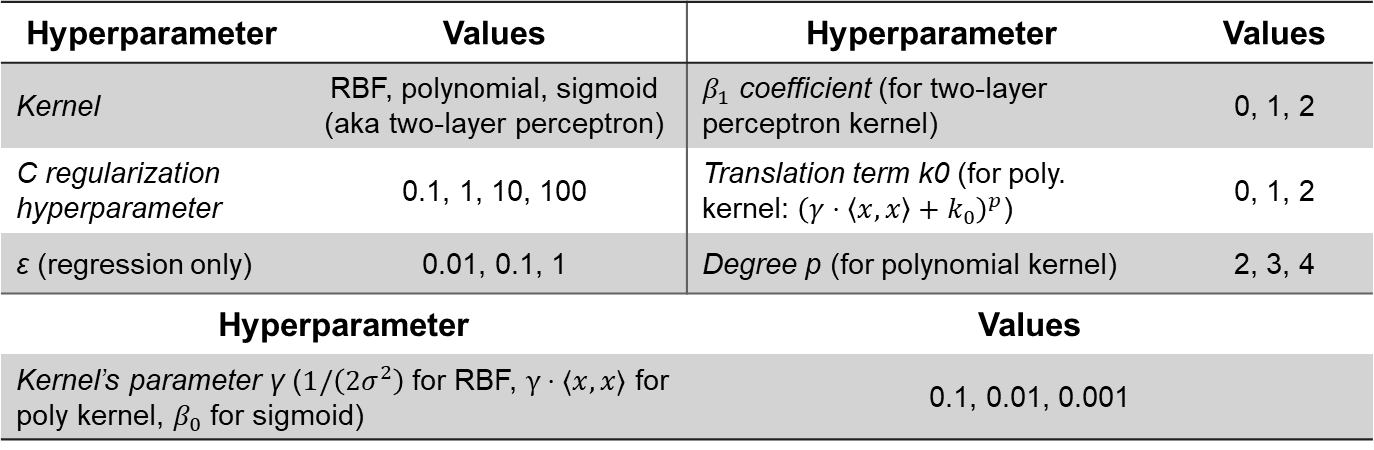 Hyperparameter Values Hyperparameter Values
Kernel RBF, polynomial, sigmoid (aka two-layer perceptron) β₁ coefficient (for two-layer perceptron kernel) 0, 1, 2
C regularization hyperparameter 0.1, 1, 10, 100 Translation term k0 (for poly. kernel: (γ · ⟨x, x⟩ + k₀)ᵖ) 0, 1, 2
ε (regression only) 0.01, 0.1, 1 Degree p (for polynomial kernel) 2, 3, 4
Hyperparameter Values
Kernel's parameter γ (1/(2σ²) for RBF, γ · ⟨x, x⟩ for poly kernel, β₀ for sigmoid) 0.1, 0.01, 0.001